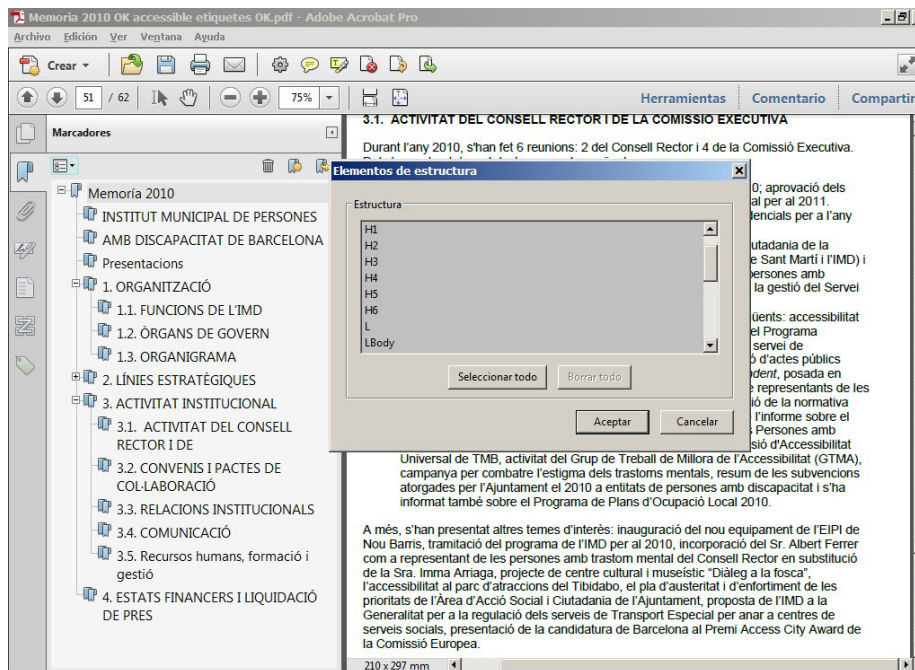 Memoria 2010 OK accessible etiquetes OK.pdf - Adobe Acrobat Pro
Archivo Edición Ver Ventana Ayuda
Crear
51 / 62 75% Herramientas Comentario Compartir
Marcadores
Memoría 2010
INSTITUT MUNICIPAL DE PERSONES
AMB DISCAPACITAT DE BARCELONA
Presentacions
1. ORGANITZACIÓ
1.1. FUNCIONS DE L'IMD
1.2. ÒRGANS DE GOVERN
1.3. ORGANIGRAMA
2. LÍNIES ESTRATÈGIQUES
3. ACTIVITAT INSTITUCIONAL
3.1. ACTIVITAT DEL CONSELL
RECTOR I DE
3.2. CONVENIS I PACTES DE
COL·LABORACIÓ
3.3. RELACIONS INSTITUCIONALS
3.4. COMUNICACIÓ
3.5. Recursos humans, formació i
gestió
4. ESTATS FINANCERS I LIQUIDACIÓ
DE PRES
3.1. ACTIVITAT DEL CONSELL RECTOR I DE LA COMISSIÓ EXECUTIVA
Durant l'any 2010, s'han fet 6 reunions: 2 del Consell Rector i 4 de la Comissió Executiva.
Elementos de estructura
Estructura
H1
H2
H3
H4
H5
H6
L
LBody
Seleccionar todo Borrar todo
Aceptar Cancelar
0; aprovació dels
al per al 2011.
dencials per a l'any
utadania de la
e Sant Martí i l'IMD) i
persones amb
la gestió del Servei
güents: accessibilitat
el Programa
servei de
ó d'actes públics
ndent, posada en
e representants de les
ió de la normativa
l'informe sobre el
s Persones amb
sió d'Accessibilitat
Universal de TMB, activitat del Grup de Treball de Millora de l'Accessibilitat (GTMA),
campanya per combatre l'estigma dels trastorns mentals, resum de les subvencions
atorgades per l'Ajuntament el 2010 a entitats de persones amb discapacitat i s'ha
informat també sobre el Programa de Plans d'Ocupació Local 2010.
A més, s'han presentat altres temes d'interès: inauguració del nou equipament de l'EIPI de
Nou Barris, tramitació del programa de l'IMD per al 2010, incorporació del Sr. Albert Ferrer
com a representant de les persones amb trastorn mental del Consell Rector en substitució
de la Sra. Imma Arriaga, projecte de centre cultural i museístic “Diàleg a la fosca”,
l'accessibilitat al parc d'atraccions del Tibidabo, el pla d'austeritat i d'enfortiment de les
prioritats de l'Àrea d'Acció Social i Ciutadania de l'Ajuntament, proposta de l'IMD a la
Generalitat per a la regulació dels serveis de Transport Especial per anar a centres de
serveis socials, presentació de la candidatura de Barcelona al Premi Access City Award de
la Comissió Europea.
210 x 297 mm